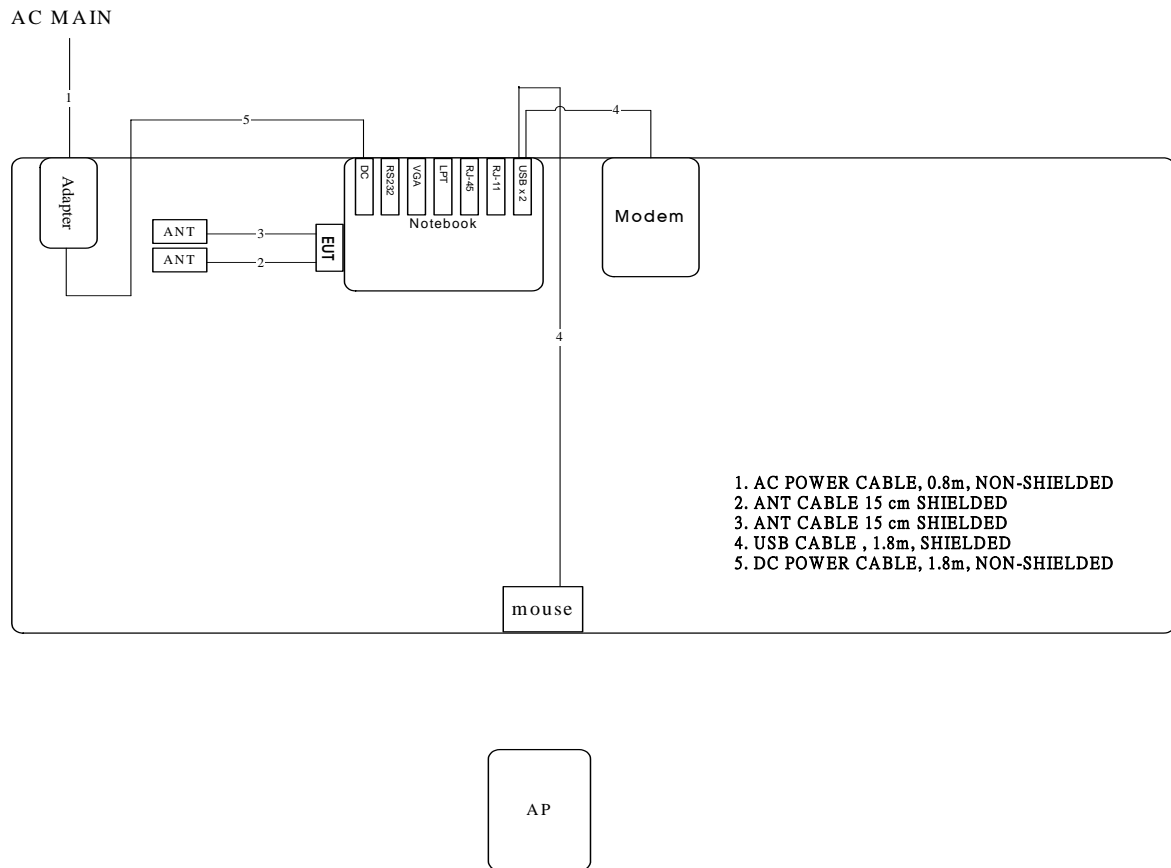 AC MAIN
1
5
4
Adapter
DC
RS232
VGA
LPT
RJ-45
RJ-11
USB x 2
Notebook
Modem
ANT
3
EUT
ANT
2
4
1. AC POWER CABLE, 0.8m, NON-SHIELDED
2. ANT CABLE 15 cm SHIELDED
3. ANT CABLE 15 cm SHIELDED
4. USB CABLE , 1.8m, SHIELDED
5. DC POWER CABLE, 1.8m, NON-SHIELDED
mouse
AP